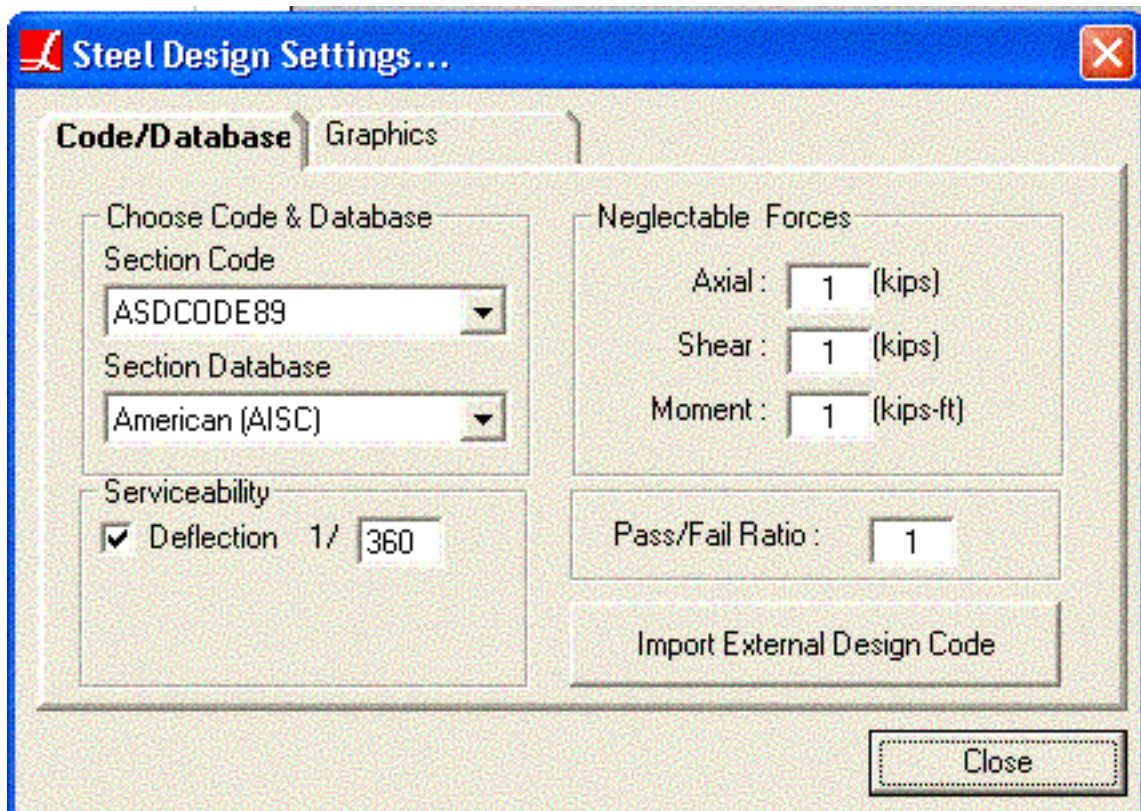 Steel Design Settings...
Code/Database
Graphics
Choose Code & Database
Section Code
ASDCODE89
Section Database
American (AISC)
Serviceability
Deflection 1/ 360
Neglectable Forces
Axial : 1 (kips)
Shear : 1 (kips)
Moment : 1 (kips-ft)
Pass/Fail Ratio : 1
Import External Design Code
Close